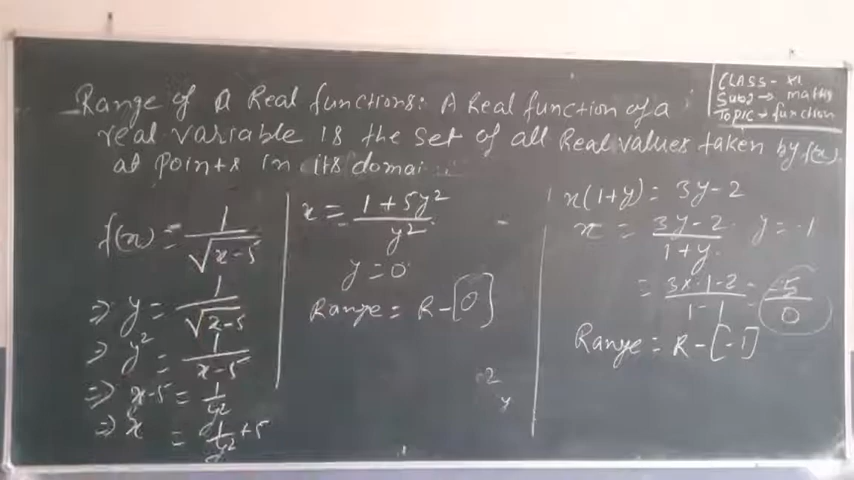 Range of a Real functions: A Real function of a
real variable is the set of all Real values taken by f(x)
at points in its domai
CLASS - XI
Sub2 → maths
Topic → function
f(x) = 1/√(x-5)
⇒ y = 1/√(x-5)
⇒ y² = 1/(x-5)
⇒ x-5 = 1/y²
⇒ x = 1/y² + 5
x = (1+5y²)/y²
y = 0
Range = R-[0]
x(1+y) = 3y-2
x = (3y-2)/(1+y) y = -1
= (3×-1-2)/(1-1) = -5/0
Range = R-[-1]